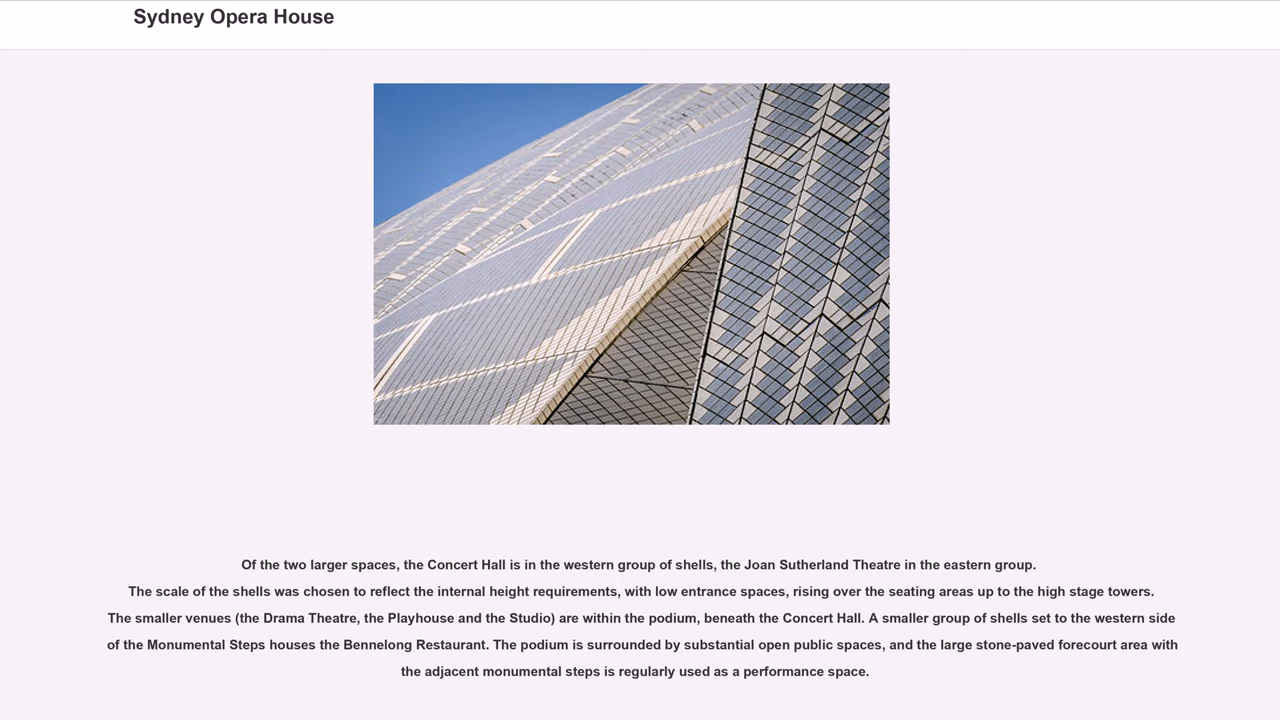 Sydney Opera House
Of the two larger spaces, the Concert Hall is in the western group of shells, the Joan Sutherland Theatre in the eastern group.
The scale of the shells was chosen to reflect the internal height requirements, with low entrance spaces, rising over the seating areas up to the high stage towers.
The smaller venues (the Drama Theatre, the Playhouse and the Studio) are within the podium, beneath the Concert Hall. A smaller group of shells set to the western side
of the Monumental Steps houses the Bennelong Restaurant. The podium is surrounded by substantial open public spaces, and the large stone-paved forecourt area with
the adjacent monumental steps is regularly used as a performance space.